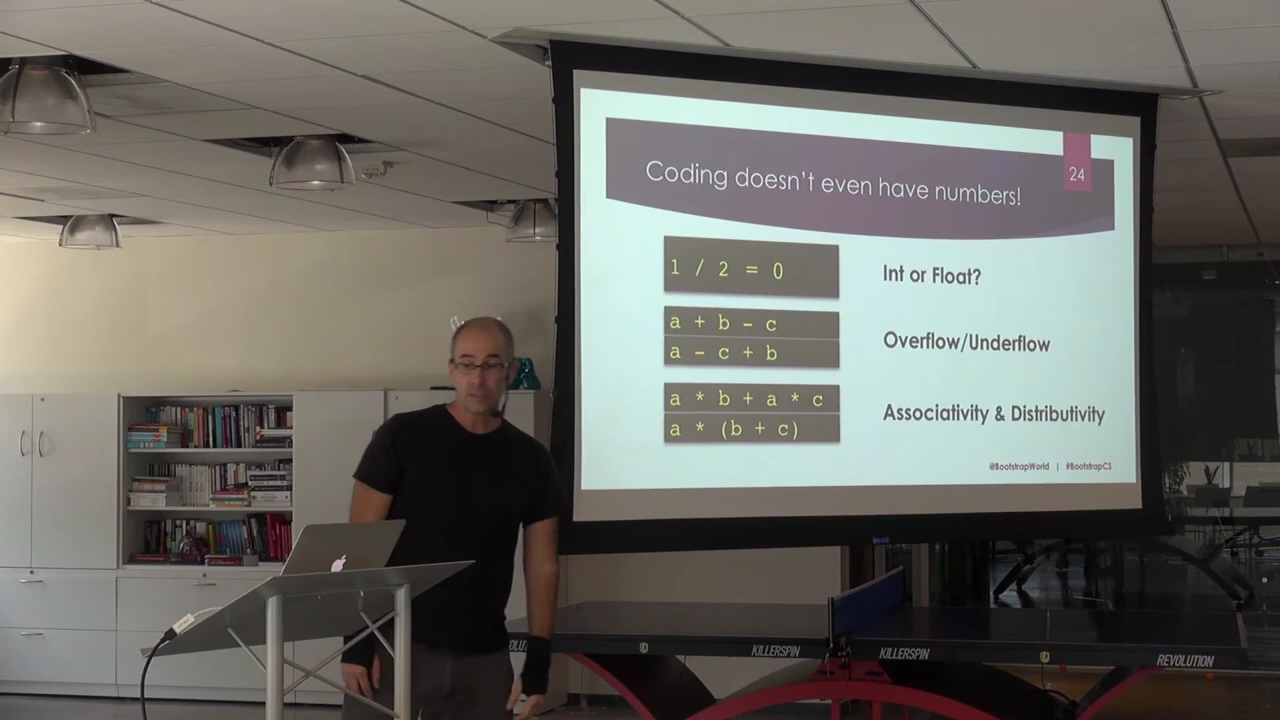 Coding doesn't even have numbers!
24
1 / 2 = 0
Int or Float?
a + b - c
a - c + b
Overflow/Underflow
a * b + a * c
a * (b + c)
Associativity & Distributivity
@BootstrapWorld | #BootstrapCS
KILLERSPIN
KILLERSPIN
REVOLUTION